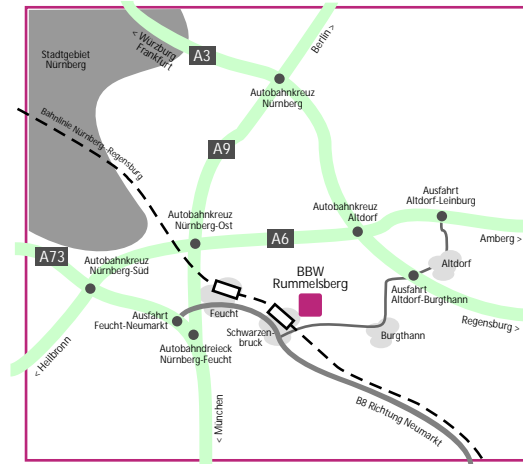 < Würzburg
Frankfurt
Berlin >
Stadtgebiet
Nürnberg
A3
Autobahnkreuz
Nürnberg
Bahnlinie Nürnberg-Regensburg
A9
Ausfahrt
Altdorf-Leinburg
Autobahnkreuz
Nürnberg-Ost
Autobahnkreuz
Altdorf
A6
Amberg >
A73
Autobahnkreuz
Nürnberg-Süd
Altdorf
BBW
Rummelsberg
Ausfahrt
Altdorf-Burgthann
Ausfahrt
Feucht-Neumarkt
Feucht
Regensburg >
Schwarzen-
bruck
Burgthann
Autobahndreieck
Nürnberg-Feucht
< Heilbronn
< München
B8 Richtung Neumarkt